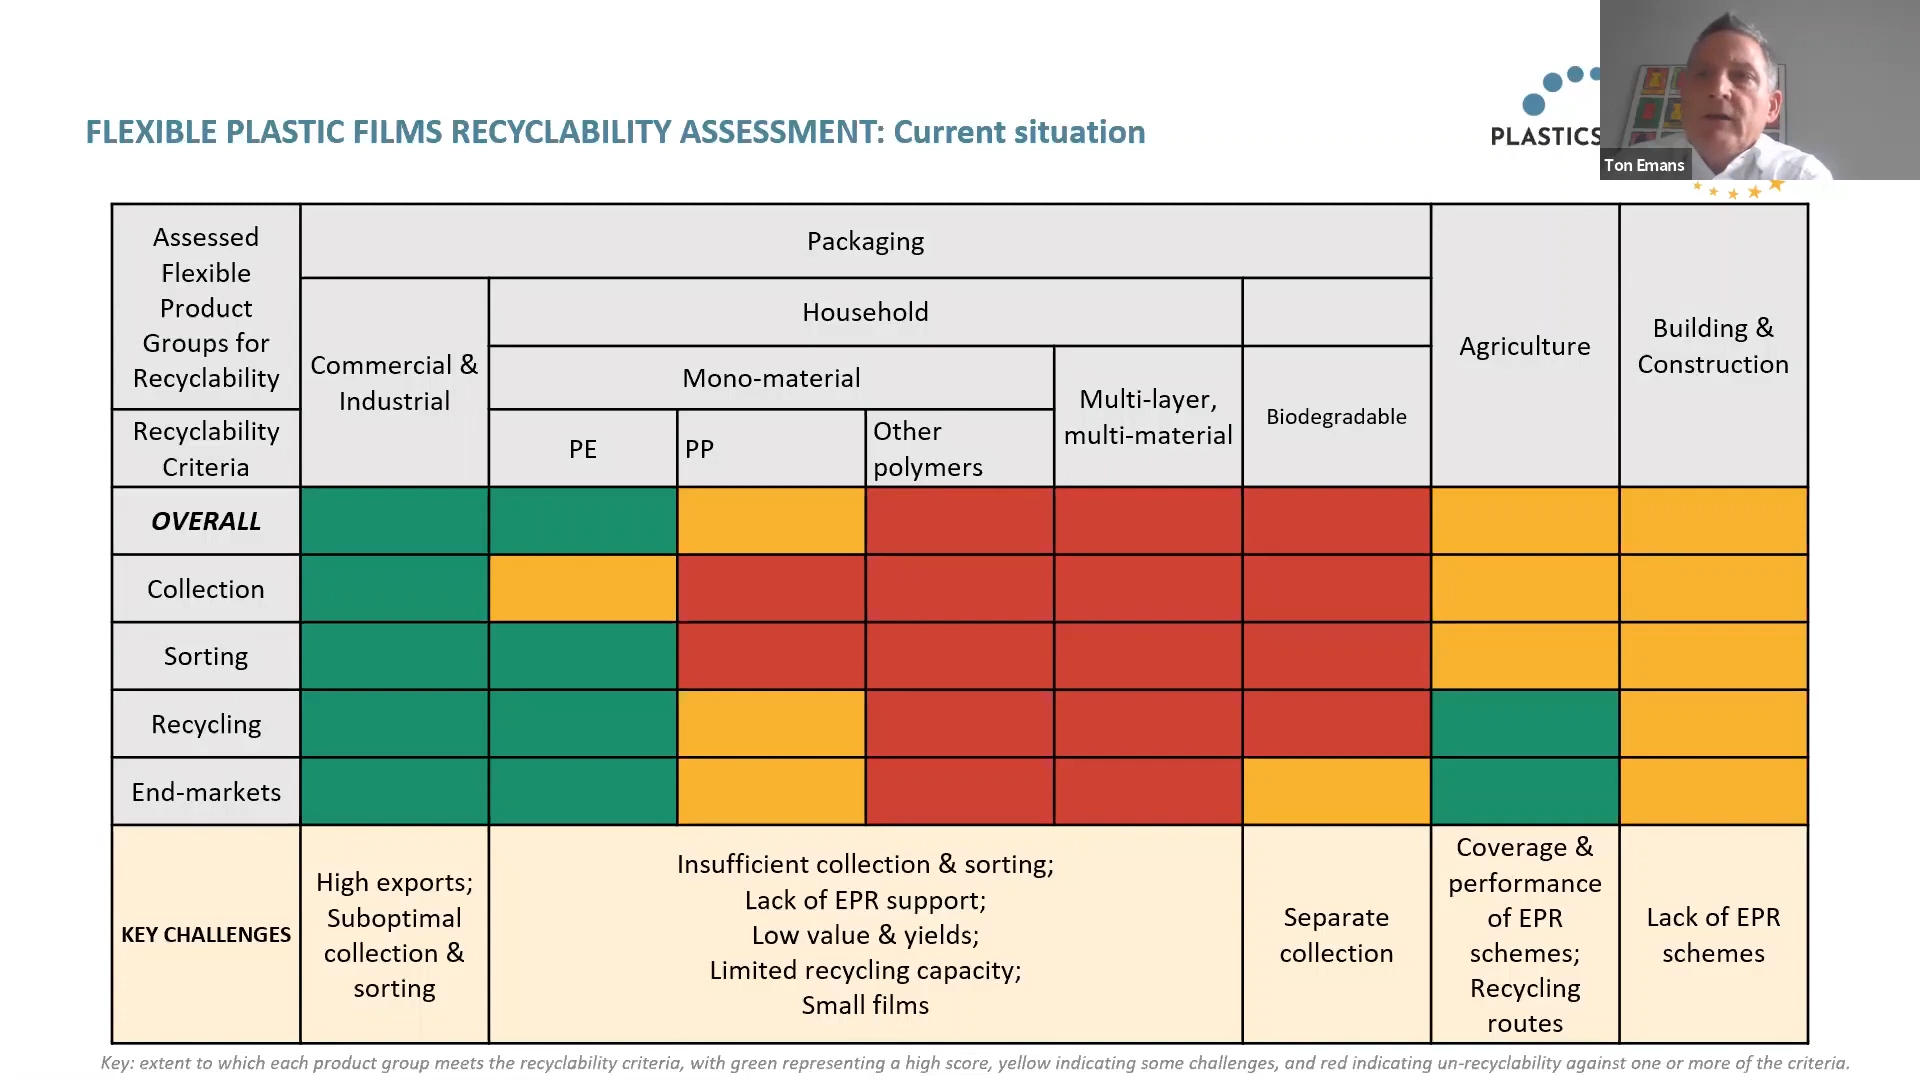 FLEXIBLE PLASTIC FILMS RECYCLABILITY ASSESSMENT: Current situation
PLASTICS
Ton Emans
Assessed
Flexible
Product
Groups for
Recyclability
Packaging
Agriculture
Building &
Construction
Commercial &
Industrial
Household
Mono-material
Multi-layer,
multi-material
Biodegradable
Recyclability
Criteria
PE
PP
Other
polymers
OVERALL
Collection
Sorting
Recycling
End-markets
KEY CHALLENGES
High exports;
Suboptimal
collection &
sorting
Insufficient collection & sorting;
Lack of EPR support;
Low value & yields;
Limited recycling capacity;
Small films
Separate
collection
Coverage &
performance
of EPR
schemes;
Recycling
routes
Lack of EPR
schemes
Key: extent to which each product group meets the recyclability criteria, with green representing a high score, yellow indicating some challenges, and red indicating un-recyclability against one or more of the criteria.